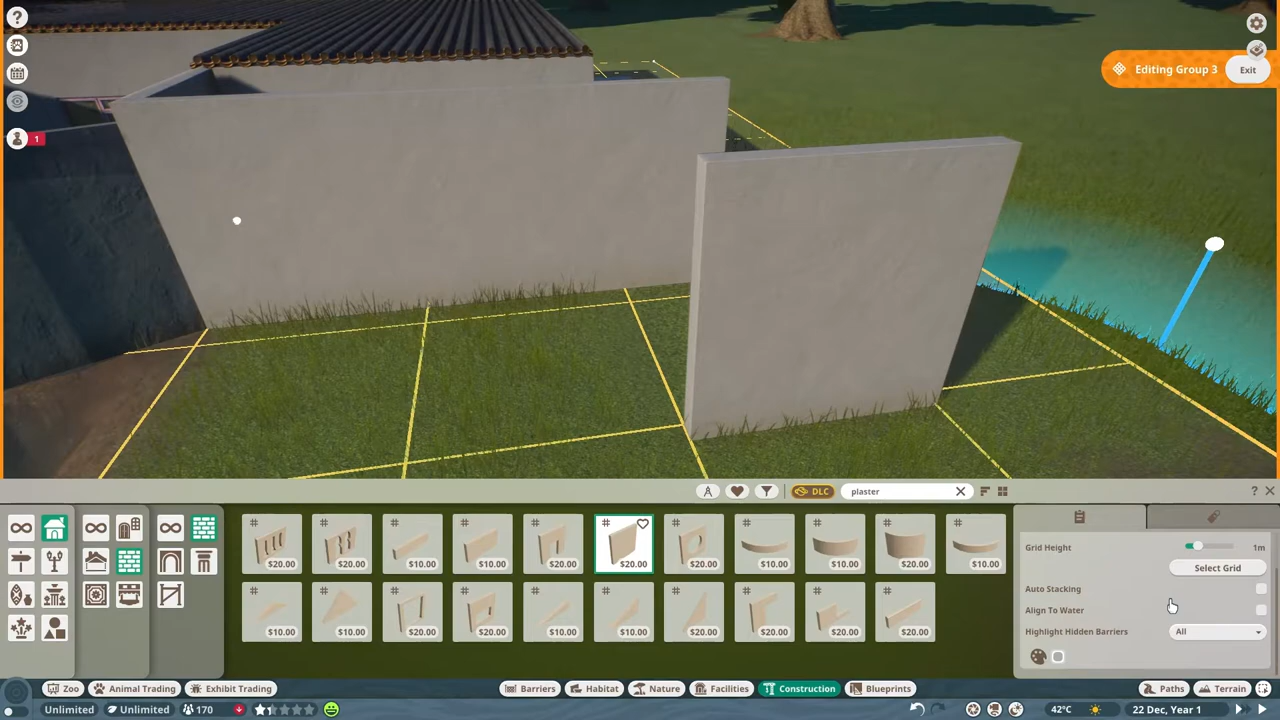 ?
Editing Group 3
Exit
1
DLC
plaster
?
$20.00
$20.00
$10.00
$10.00
$20.00
$20.00
$20.00
$10.00
$20.00
$20.00
$10.00
$10.00
$20.00
$20.00
$20.00
$10.00
$10.00
$20.00
$20.00
$20.00
$20.00
Grid Height
1m
Select Grid
Auto Stacking
Align To Water
Highlight Hidden Barriers
All
Zoo
Animal Trading
Exhibit Trading
Barriers
Habitat
Nature
Facilities
Construction
Blueprints
Paths
Terrain
Unlimited
Unlimited
170
42°C
22 Dec, Year 1